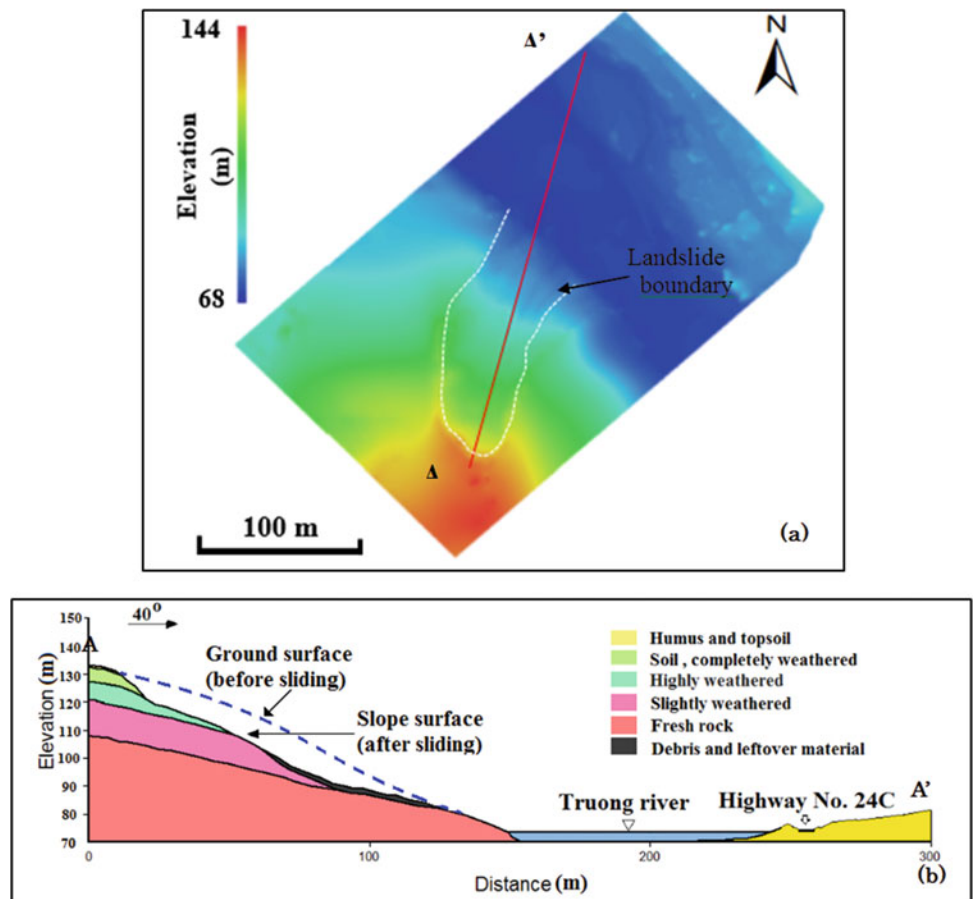 144
Elevation
(m)
68
Δ'
N
Landslide
boundary
Δ
100 m
(a)
150
140
130
120
110
100
90
80
70
Elevation (m)
A
40°
Ground surface
(before sliding)
Slope surface
(after sliding)
Humus and topsoil
Soil , completely weathered
Highly weathered
Slightly weathered
Fresh rock
Debris and leftover material
Truong river
Highway No. 24C
A'
0
100
200
300
Distance (m)
(b)